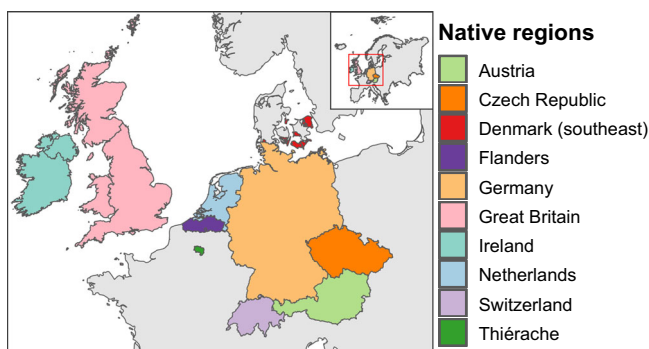 Native regions
Austria
Czech Republic
Denmark (southeast)
Flanders
Germany
Great Britain
Ireland
Netherlands
Switzerland
Thiérache